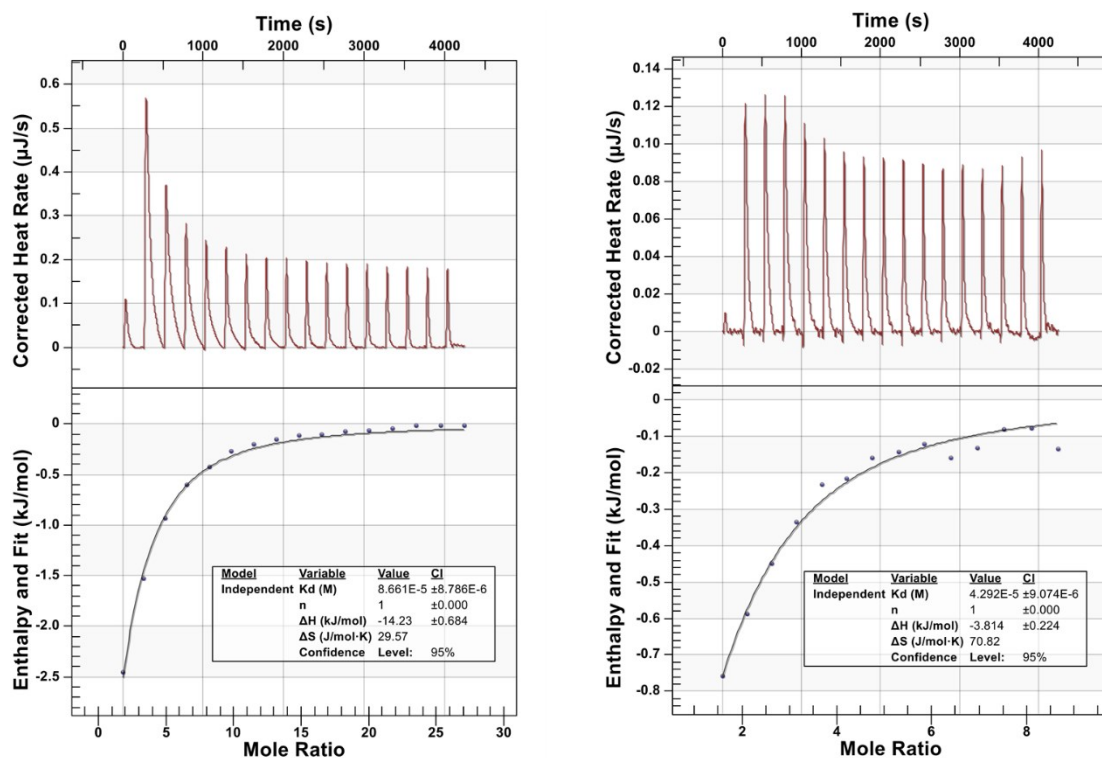 Time (s)
0 1000 2000 3000 4000
Corrected Heat Rate (µJ/s)
0.6
0.5
0.4
0.3
0.2
0.1
0
Enthalpy and Fit (kJ/mol)
0
-0.5
-1.0
-1.5
-2.0
-2.5
Model Variable Value CI
Independent Kd (M) 8.661E-5 ±8.786E-6
n 1 ±0.000
ΔH (kJ/mol) -14.23 ±0.684
ΔS (J/mol·K) 29.57
Confidence Level: 95%
0 5 10 15 20 25 30
Mole Ratio
Time (s)
0 1000 2000 3000 4000
Corrected Heat Rate (µJ/s)
0.14
0.12
0.10
0.08
0.06
0.04
0.02
0
-0.02
Enthalpy and Fit (kJ/mol)
0
-0.1
-0.2
-0.3
-0.4
-0.5
-0.6
-0.7
-0.8
Model Variable Value CI
Independent Kd (M) 4.292E-5 ±9.074E-6
n 1 ±0.000
ΔH (kJ/mol) -3.814 ±0.224
ΔS (J/mol·K) 70.82
Confidence Level: 95%
2 4 6 8
Mole Ratio